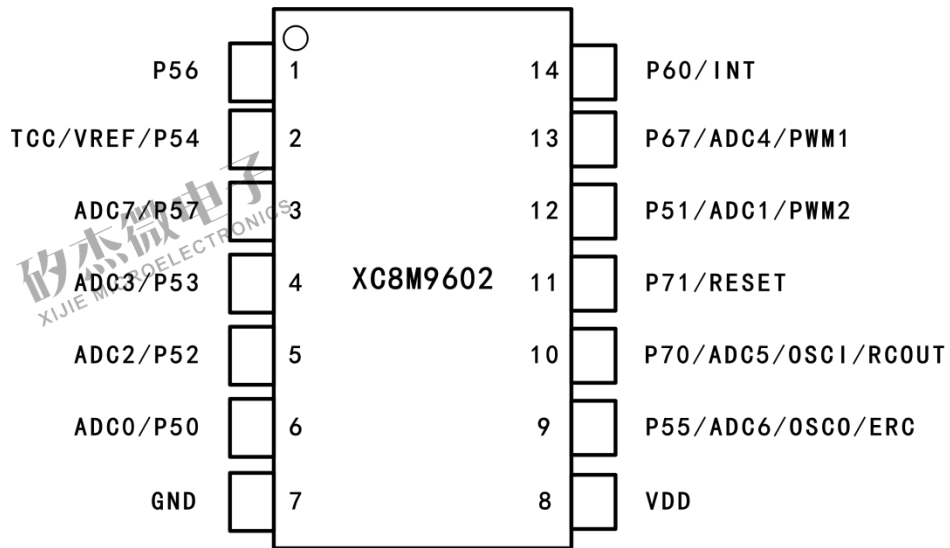 P56 1 14 P60/INT
TCC/VREF/P54 2 13 P67/ADC4/PWM1
ADC7/P57 3 12 P51/ADC1/PWM2
ADC3/P53 4 XC8M9602 11 P71/RESET
ADC2/P52 5 10 P70/ADC5/OSCI/RCOUT
ADC0/P50 6 9 P55/ADC6/OSCO/ERC
GND 7 8 VDD
矽杰微电子
XIJIE MICROELECTRONICS